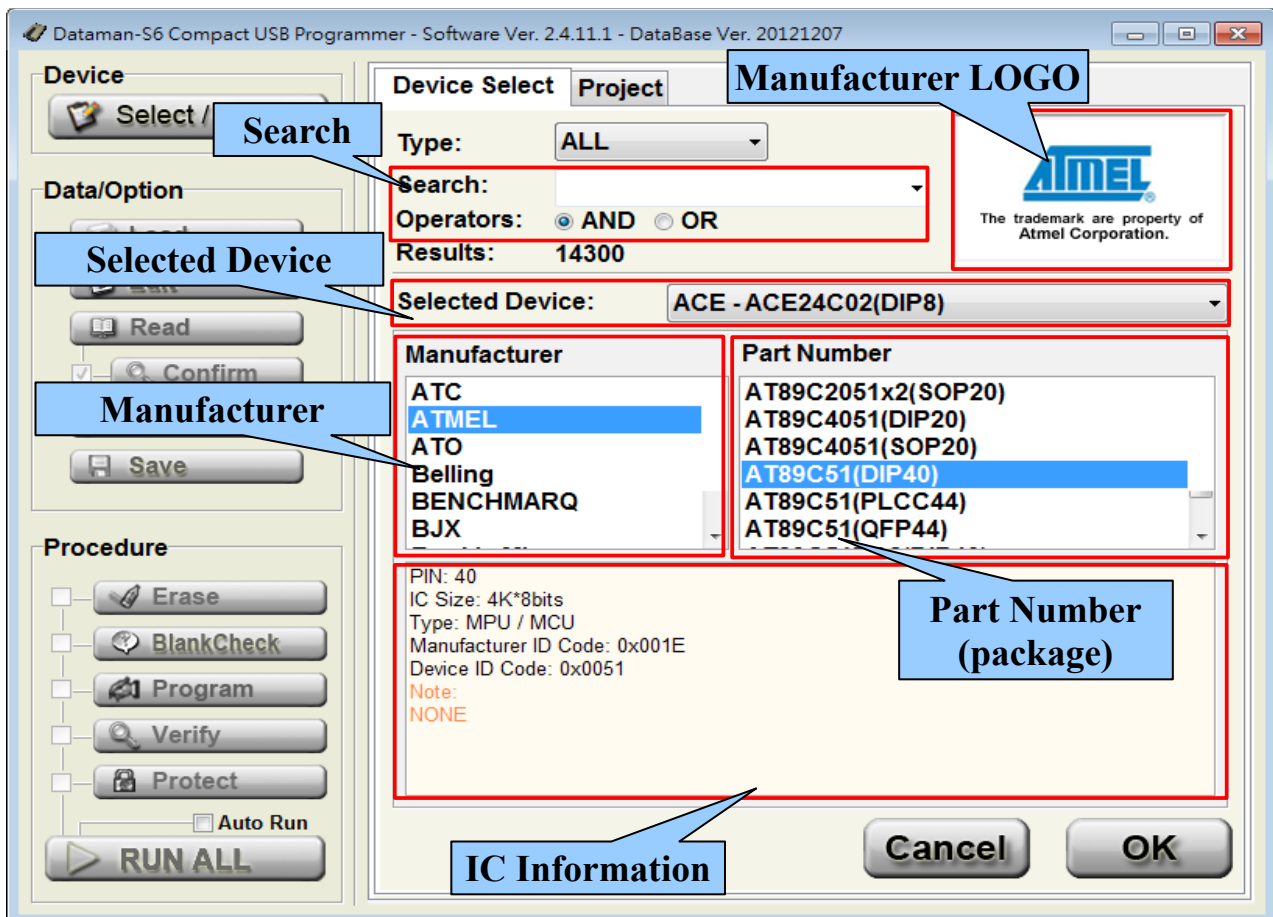 Dataman-S6 Compact USB Programmer - Software Ver. 2.4.11.1 - DataBase Ver. 20121207
Device
Select /
Search
Data/Option
Selected Device
Read
Confirm
Manufacturer
Save
Procedure
Erase
BlankCheck
Program
Verify
Protect
Auto Run
RUN ALL
Device Select
Project
Manufacturer LOGO
Type:
ALL
Search:
Operators:
AND
OR
Results:
14300
ATMEL
The trademark are property of
Atmel Corporation.
Selected Device:
ACE - ACE24C02(DIP8)
Manufacturer
ATC
ATMEL
ATO
Belling
BENCHMARQ
BJX
Part Number
AT89C2051x2(SOP20)
AT89C4051(DIP20)
AT89C4051(SOP20)
AT89C51(DIP40)
AT89C51(PLCC44)
AT89C51(QFP44)
Part Number
(package)
PIN: 40
IC Size: 4K*8bits
Type: MPU / MCU
Manufacturer ID Code: 0x001E
Device ID Code: 0x0051
Note:
NONE
IC Information
Cancel
OK